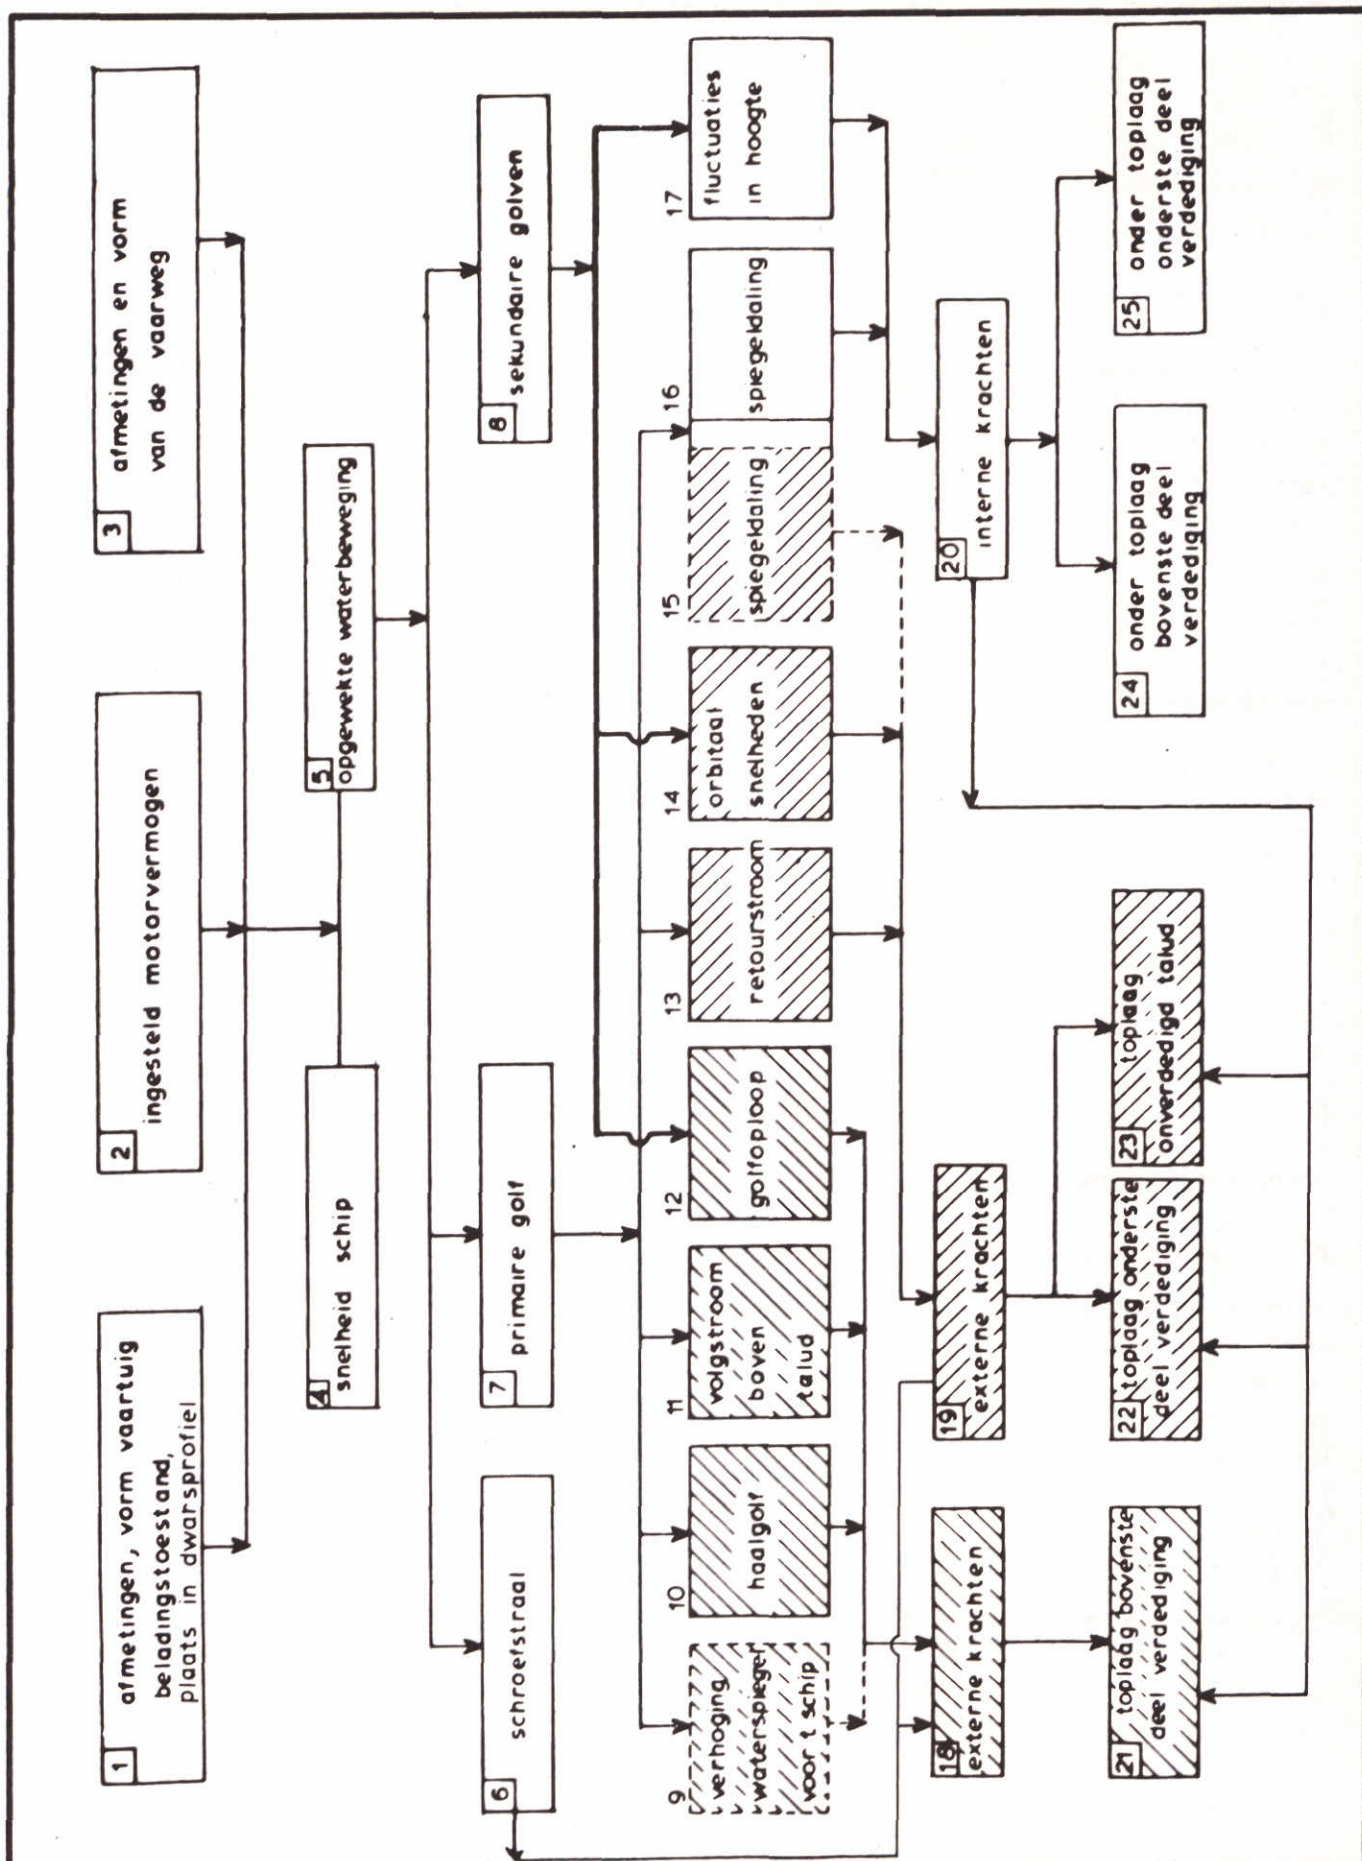 1
afmetingen, vorm vaartuig
beladingstoestand,
plaats in dwarsprofiel
2
ingesteld motorvermogen
3
afmetingen en vorm
van de vaarweg
4
snelheid schip
5
opgewekte waterbeweging
6
schroefstraal
7
primaire golf
8
sekundaire golven
9
verhoging
waterspiegel
voor t schip
10
haalgolf
11
volgstroom
boven
talud
12
golfoploop
13
retourstroom
14
orbitaal
snelheden
15
spiegeldaling
16
spiegeldaling
17
fluctuaties
in hoogte
18
externe krachten
19
externe krachten
20
interne krachten
21
toplaag bovenste
deel verdediging
22
toplaag onderste
deel verdediging
23
toplaag
onverdedigd talud
24
onder toplaag
bovenste deel
verdediging
25
onder toplaag
onderste deel
verdediging